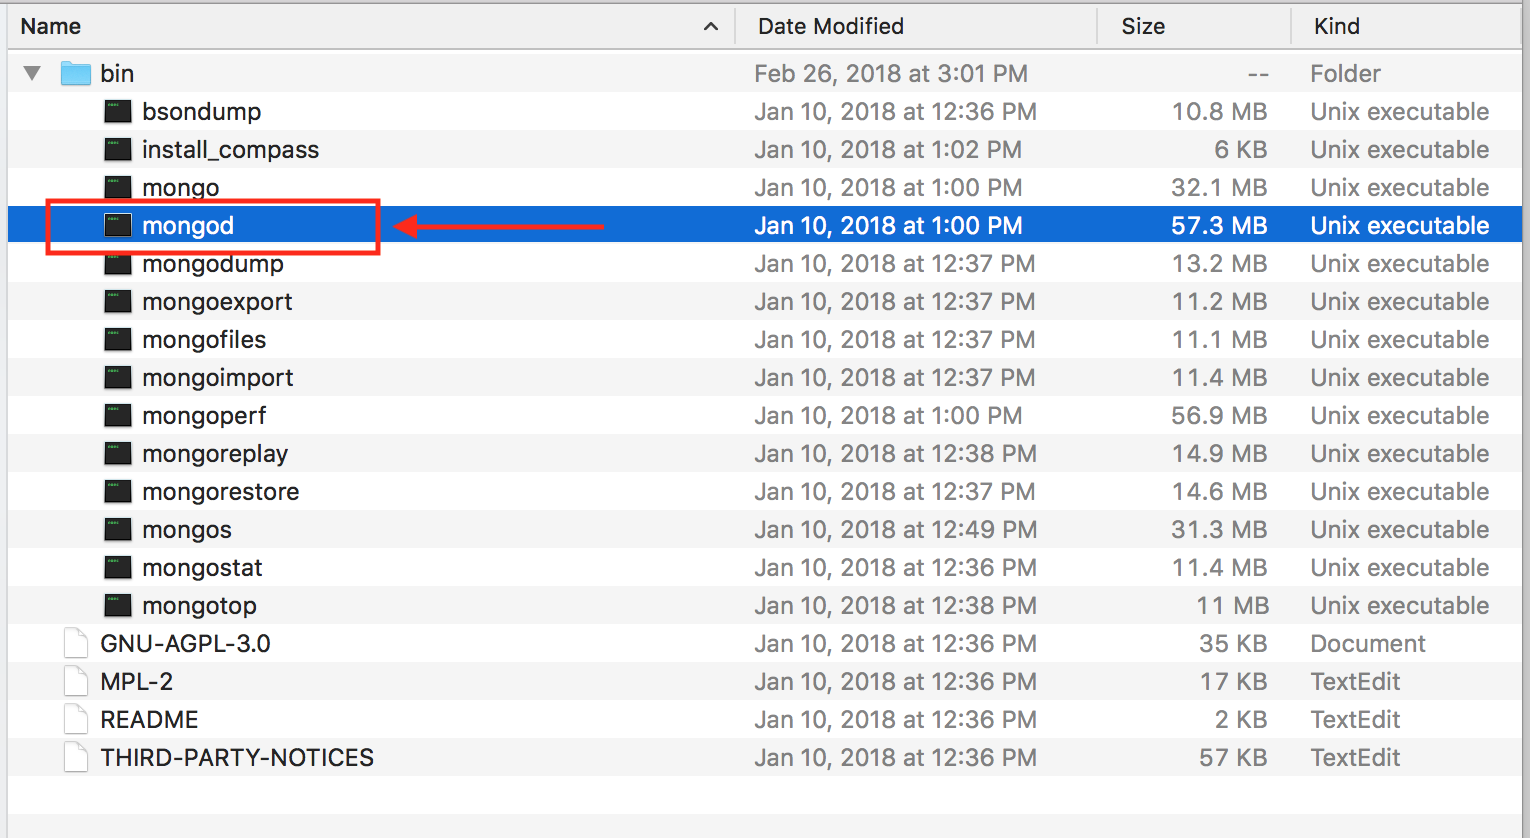 Name Date Modified Size Kind
bin Feb 26, 2018 at 3:01 PM -- Folder
bsondump Jan 10, 2018 at 12:36 PM 10.8 MB Unix executable
install_compass Jan 10, 2018 at 1:02 PM 6 KB Unix executable
mongo Jan 10, 2018 at 1:00 PM 32.1 MB Unix executable
mongod Jan 10, 2018 at 1:00 PM 57.3 MB Unix executable
mongodump Jan 10, 2018 at 12:37 PM 13.2 MB Unix executable
mongoexport Jan 10, 2018 at 12:37 PM 11.2 MB Unix executable
mongofiles Jan 10, 2018 at 12:37 PM 11.1 MB Unix executable
mongoimport Jan 10, 2018 at 12:37 PM 11.4 MB Unix executable
mongoperf Jan 10, 2018 at 1:00 PM 56.9 MB Unix executable
mongoreplay Jan 10, 2018 at 12:38 PM 14.9 MB Unix executable
mongorestore Jan 10, 2018 at 12:37 PM 14.6 MB Unix executable
mongos Jan 10, 2018 at 12:49 PM 31.3 MB Unix executable
mongostat Jan 10, 2018 at 12:36 PM 11.4 MB Unix executable
mongotop Jan 10, 2018 at 12:38 PM 11 MB Unix executable
GNU-AGPL-3.0 Jan 10, 2018 at 12:36 PM 35 KB Document
MPL-2 Jan 10, 2018 at 12:36 PM 17 KB TextEdit
README Jan 10, 2018 at 12:36 PM 2 KB TextEdit
THIRD-PARTY-NOTICES Jan 10, 2018 at 12:36 PM 57 KB TextEdit